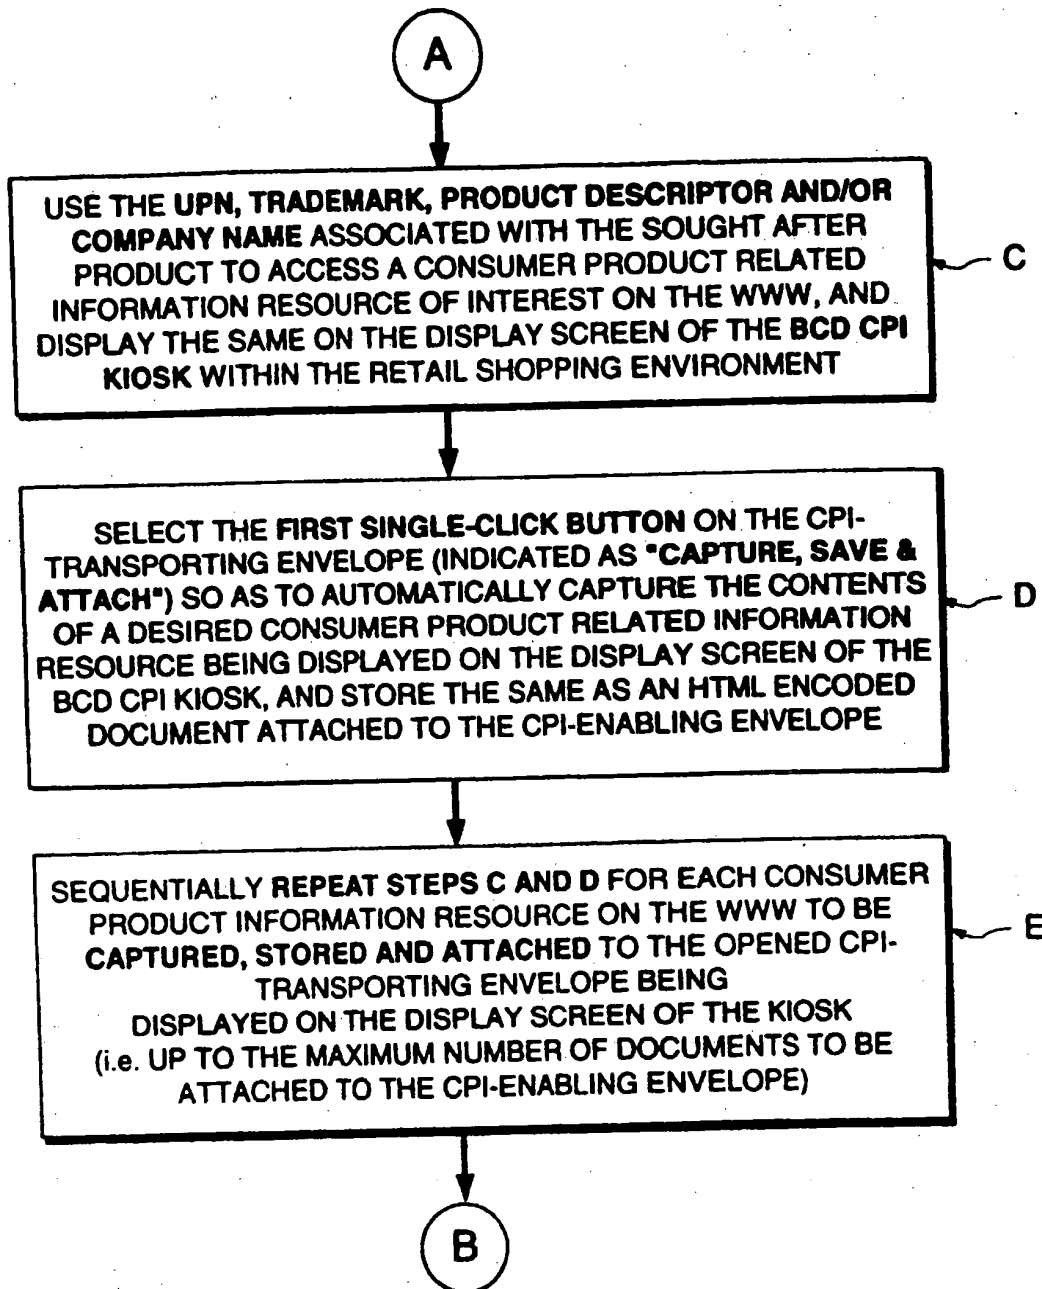 A
USE THE UPN, TRADEMARK, PRODUCT DESCRIPTOR AND/OR
COMPANY NAME ASSOCIATED WITH THE SOUGHT AFTER
PRODUCT TO ACCESS A CONSUMER PRODUCT RELATED
INFORMATION RESOURCE OF INTEREST ON THE WWW, AND
DISPLAY THE SAME ON THE DISPLAY SCREEN OF THE BCD CPI
KIOSK WITHIN THE RETAIL SHOPPING ENVIRONMENT
C
SELECT THE FIRST SINGLE-CLICK BUTTON ON THE CPI-
TRANSPORTING ENVELOPE (INDICATED AS "CAPTURE, SAVE &
ATTACH") SO AS TO AUTOMATICALLY CAPTURE THE CONTENTS
OF A DESIRED CONSUMER PRODUCT RELATED INFORMATION
RESOURCE BEING DISPLAYED ON THE DISPLAY SCREEN OF THE
BCD CPI KIOSK, AND STORE THE SAME AS AN HTML ENCODED
DOCUMENT ATTACHED TO THE CPI-ENABLING ENVELOPE
D
SEQUENTIALLY REPEAT STEPS C AND D FOR EACH CONSUMER
PRODUCT INFORMATION RESOURCE ON THE WWW TO BE
CAPTURED, STORED AND ATTACHED TO THE OPENED CPI-
TRANSPORTING ENVELOPE BEING
DISPLAYED ON THE DISPLAY SCREEN OF THE KIOSK
(i.e. UP TO THE MAXIMUM NUMBER OF DOCUMENTS TO BE
ATTACHED TO THE CPI-ENABLING ENVELOPE)
E
B